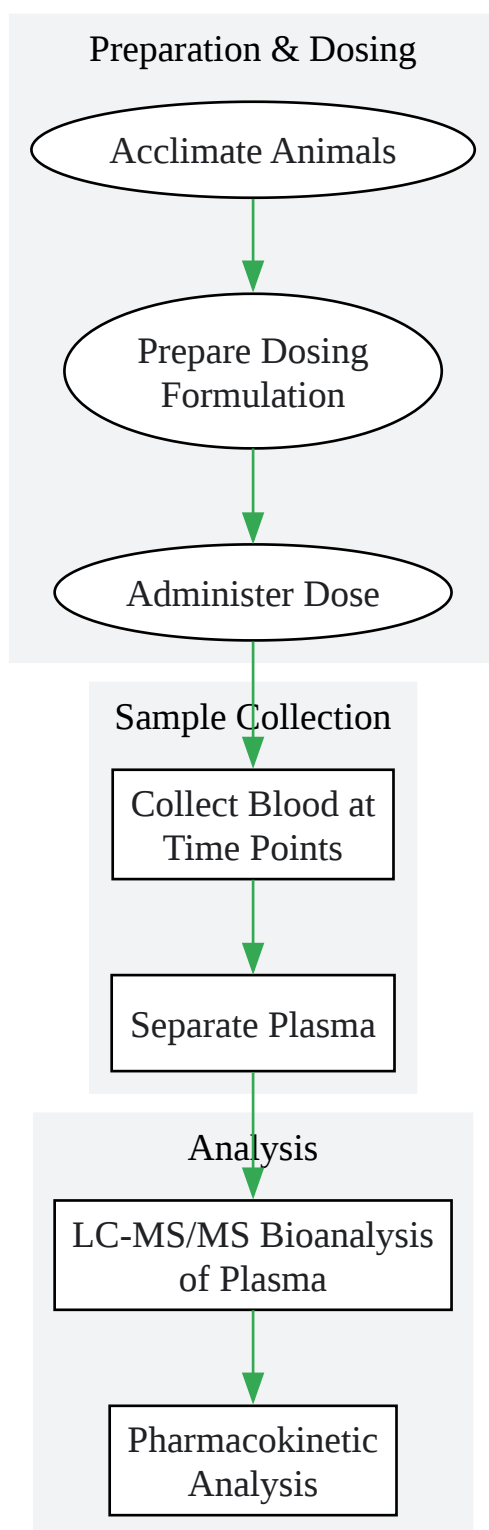 Preparation & Dosing
Acclimate Animals
Prepare Dosing
Formulation
Administer Dose
Sample Collection
Collect Blood at
Time Points
Separate Plasma
Analysis
LC-MS/MS Bioanalysis
of Plasma
Pharmacokinetic
Analysis